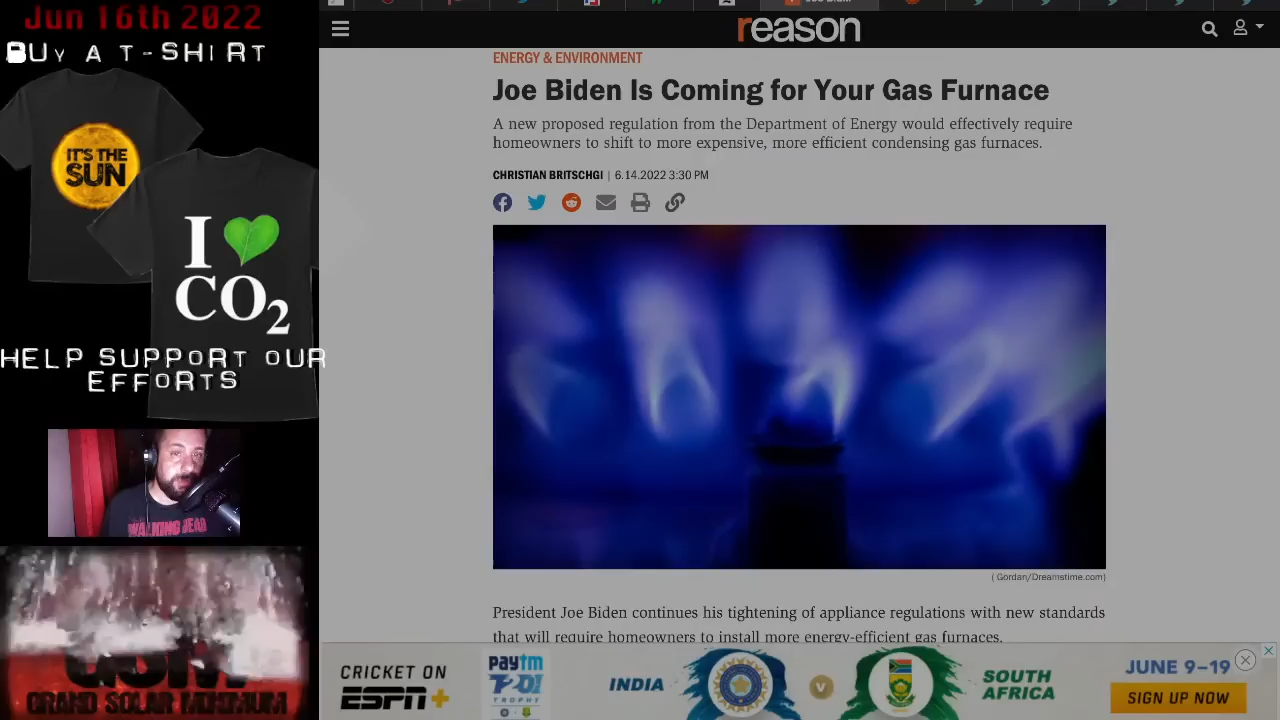 Jun 16th 2022
BUY A T-SHIRT
IT'S THE
SUN
I
CO2
HELP SUPPORT OUR
EFFORTS
WALKING DEAD
GSM
GRAND SOLAR MINIMUM
reason
ENERGY & ENVIRONMENT
Joe Biden Is Coming for Your Gas Furnace
A new proposed regulation from the Department of Energy would effectively require
homeowners to shift to more expensive, more efficient condensing gas furnaces.
CHRISTIAN BRITSCHGI | 6.14.2022 3:30 PM
( Gordan/Dreamstime.com)
President Joe Biden continues his tightening of appliance regulations with new standards
that will require homeowners to install more energy-efficient gas furnaces.
CRICKET ON
ESPN+
paytm
T20I
TROPHY
INDIA
V
SOUTH
AFRICA
JUNE 9–19
SIGN UP NOW